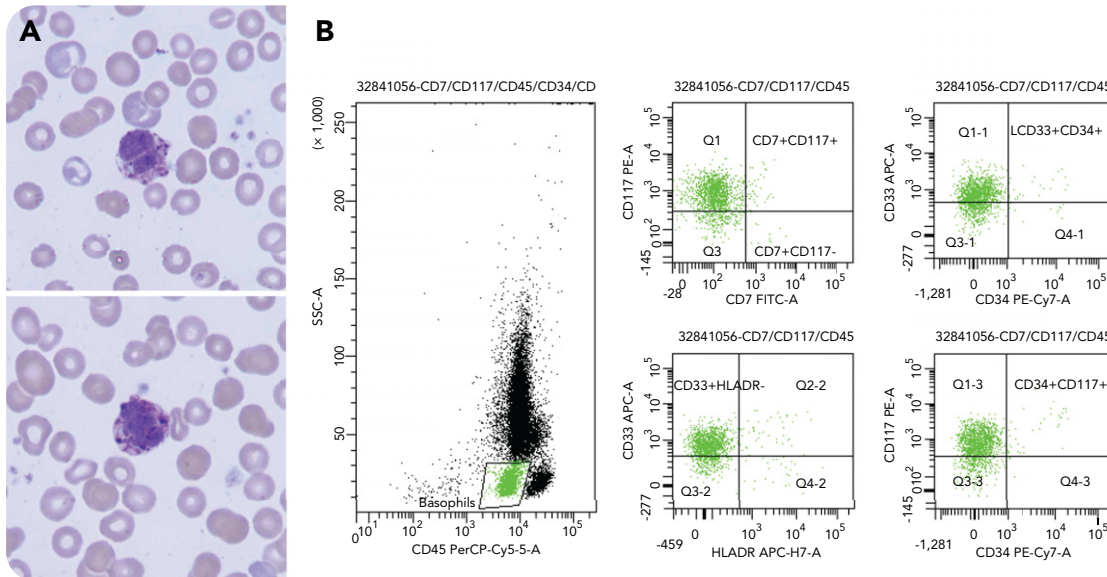 A
B
32841056-CD7/CD117/CD45/CD34/CD
(× 1,000)
SSC-A
250
200
150
100
50
Basophils
10¹ 10² 10³ 10⁴ 10⁵
CD45 PerCP-Cy5-5-A
32841056-CD7/CD117/CD45
CD117 PE-A
10⁵
10⁴
10³
10²
0
-145
Q1
CD7+CD117+
Q3
CD7+CD117-
0 10² 10³ 10⁴ 10⁵
-28
CD7 FITC-A
32841056-CD7/CD117/CD45
CD33 APC-A
10⁵
10⁴
10³
0
-277
Q1-1
LCD33+CD34+
Q3-1
Q4-1
0 10³ 10⁴ 10⁵
-1,281
CD34 PE-Cy7-A
32841056-CD7/CD117/CD45
CD33 APC-A
10⁵
10⁴
10³
0
-277
CD33+HLADR-
Q2-2
Q3-2
Q4-2
0 10³ 10⁴ 10⁵
-459
HLADR APC-H7-A
32841056-CD7/CD117/CD45
CD117 PE-A
10⁵
10⁴
10³
10²
0
-145
Q1-3
CD34+CD117+
Q3-3
Q4-3
0 10³ 10⁴ 10⁵
-1,281
CD34 PE-Cy7-A